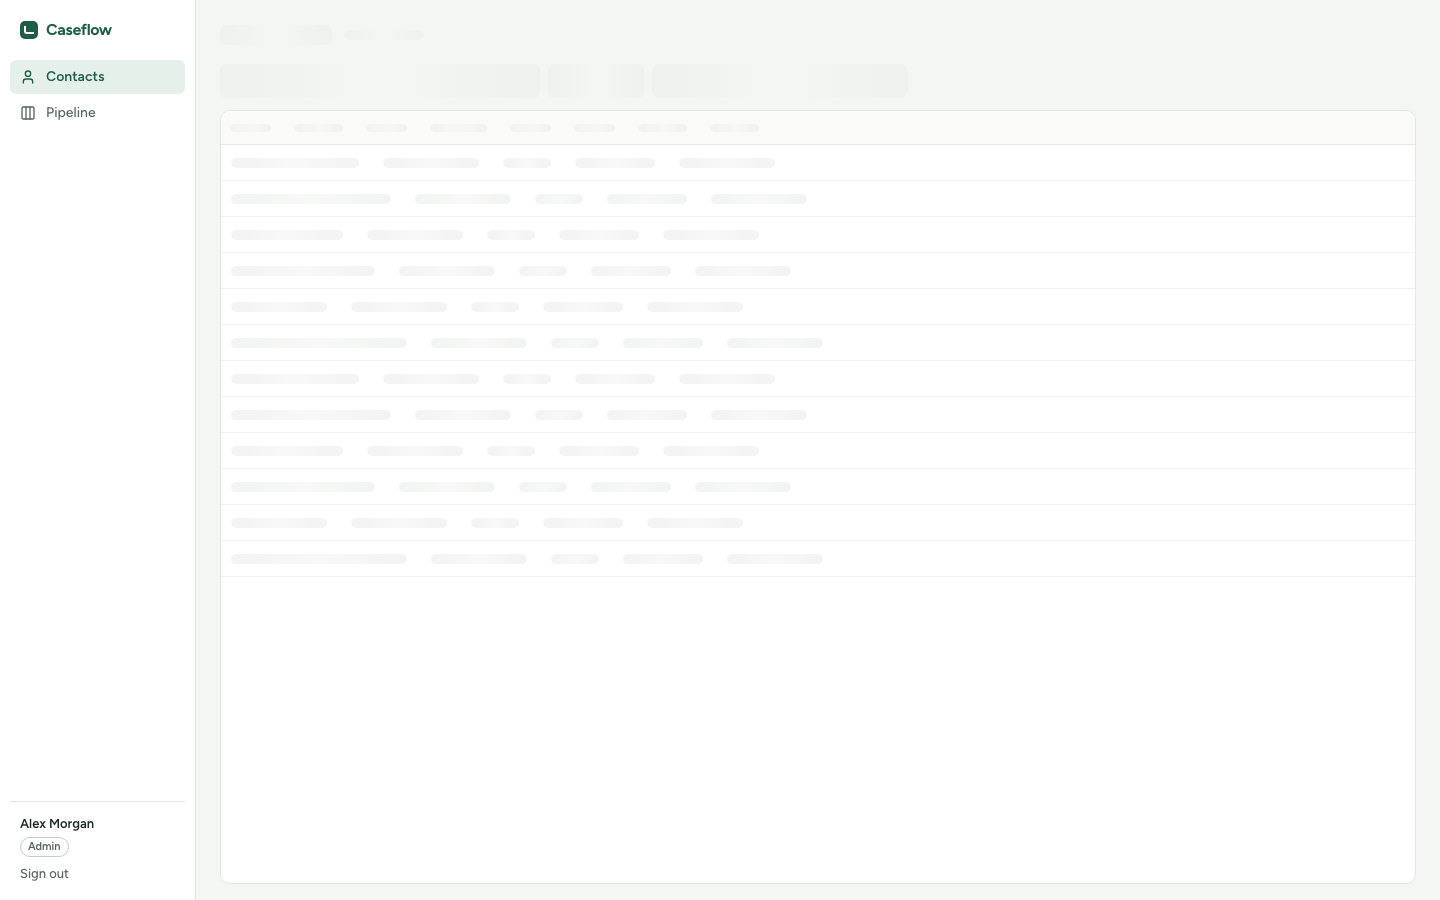 Caseflow
Contacts
Pipeline
Alex Morgan
Admin
Sign out